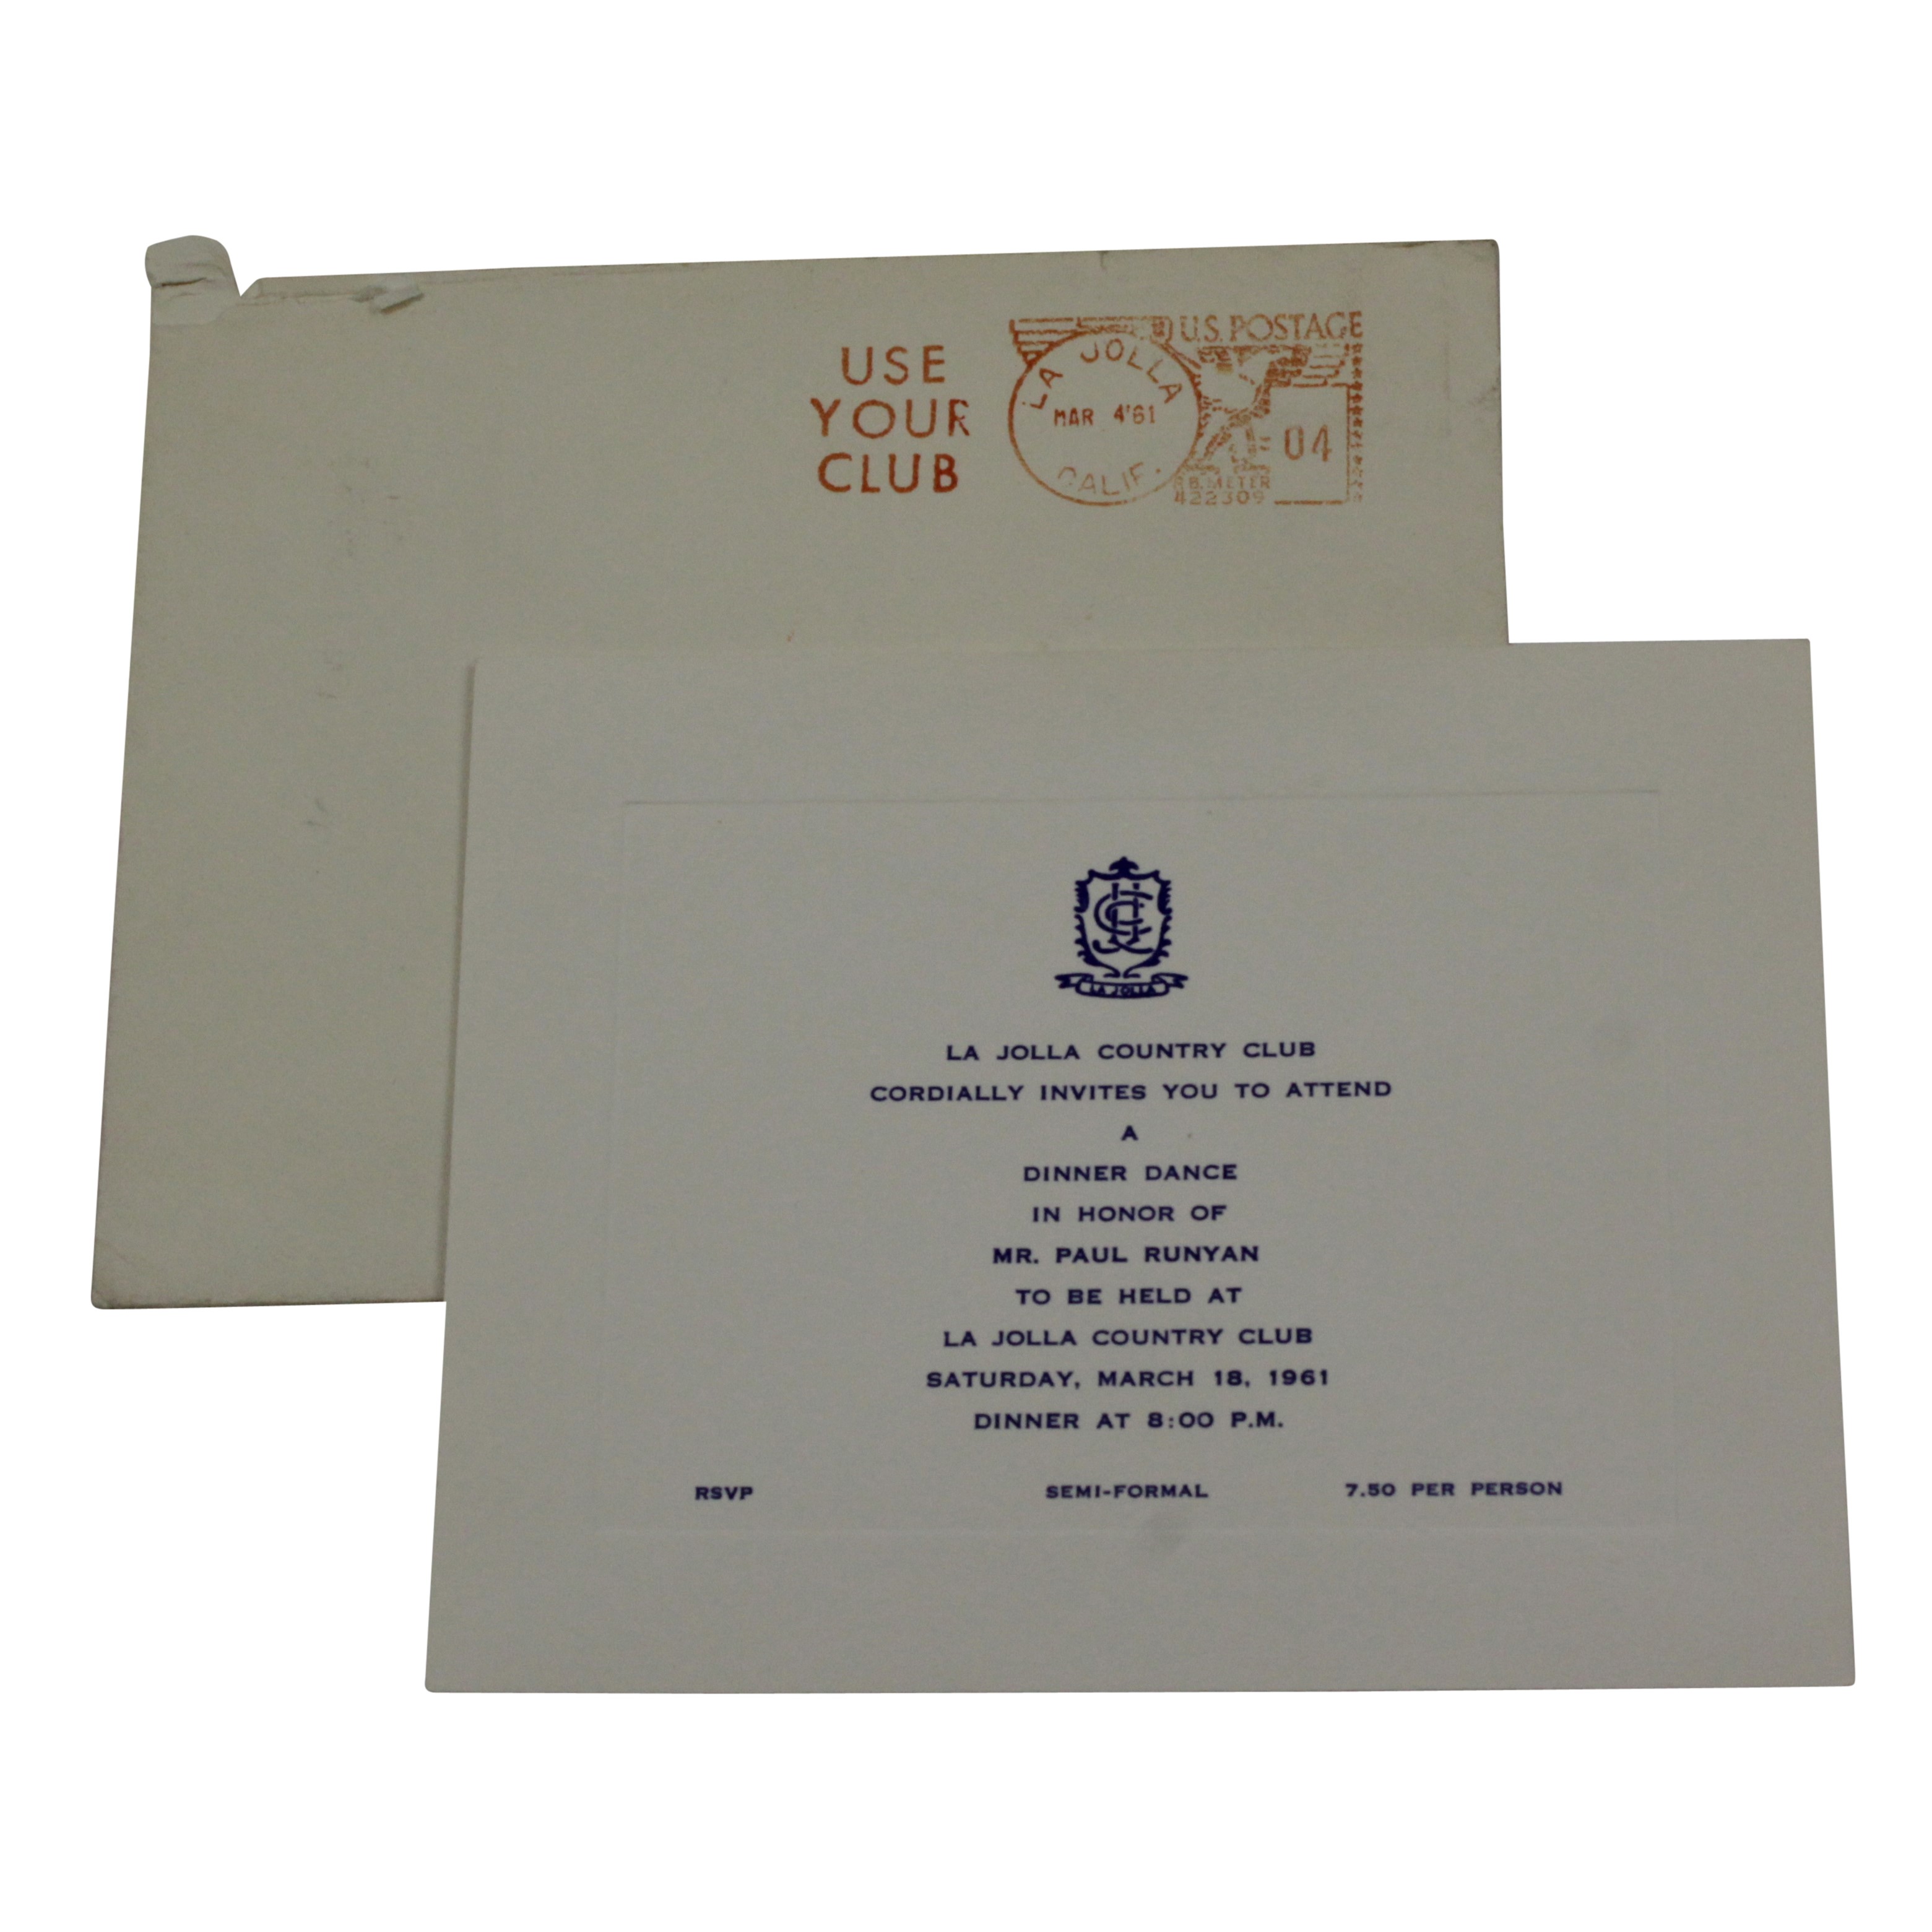 USE
YOUR
CLUB
LA JOLLA
MAR 4'61
CALIF.
U.S. POSTAGE
04
P.B. METER
422309
LA JOLLA
LA JOLLA COUNTRY CLUB
CORDIALLY INVITES YOU TO ATTEND
A
DINNER DANCE
IN HONOR OF
MR. PAUL RUNYAN
TO BE HELD AT
LA JOLLA COUNTRY CLUB
SATURDAY, MARCH 18, 1961
DINNER AT 8:00 P.M.
RSVP SEMI-FORMAL 7.50 PER PERSON